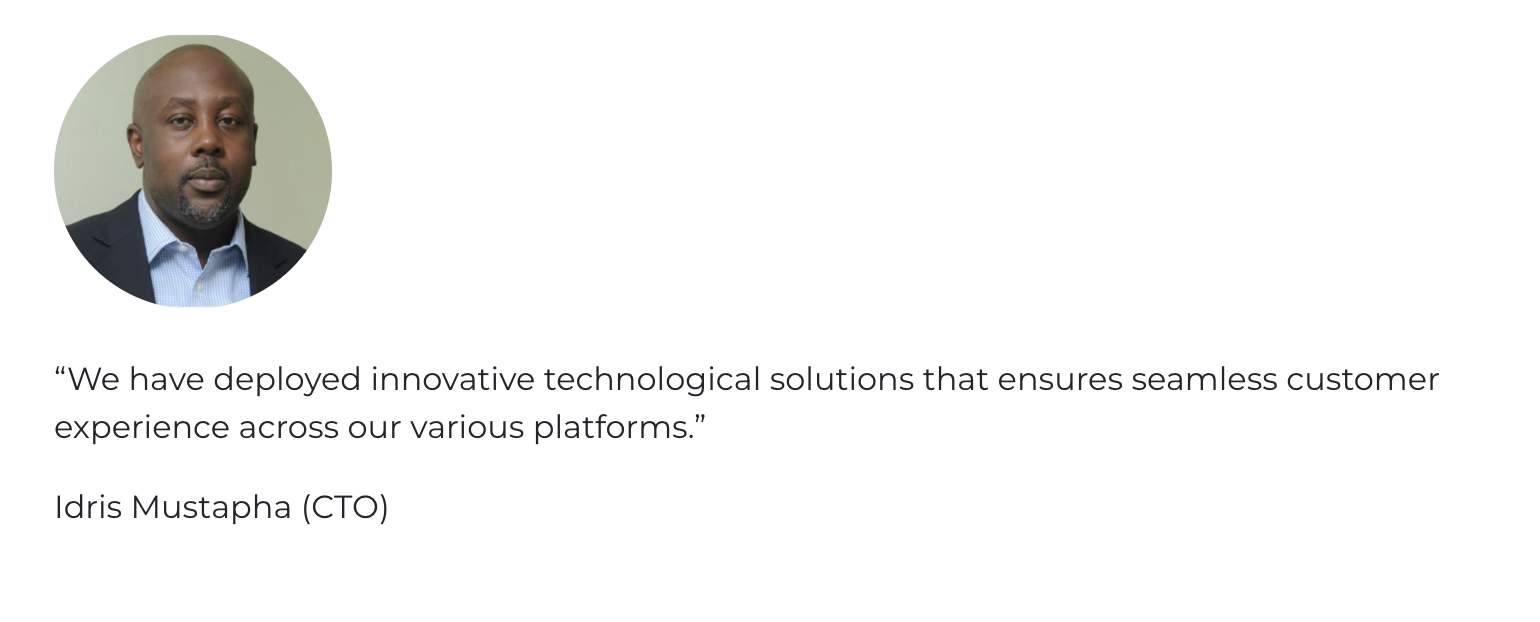 “We have deployed innovative technological solutions that ensures seamless customer
experience across our various platforms.”
Idris Mustapha (CTO)